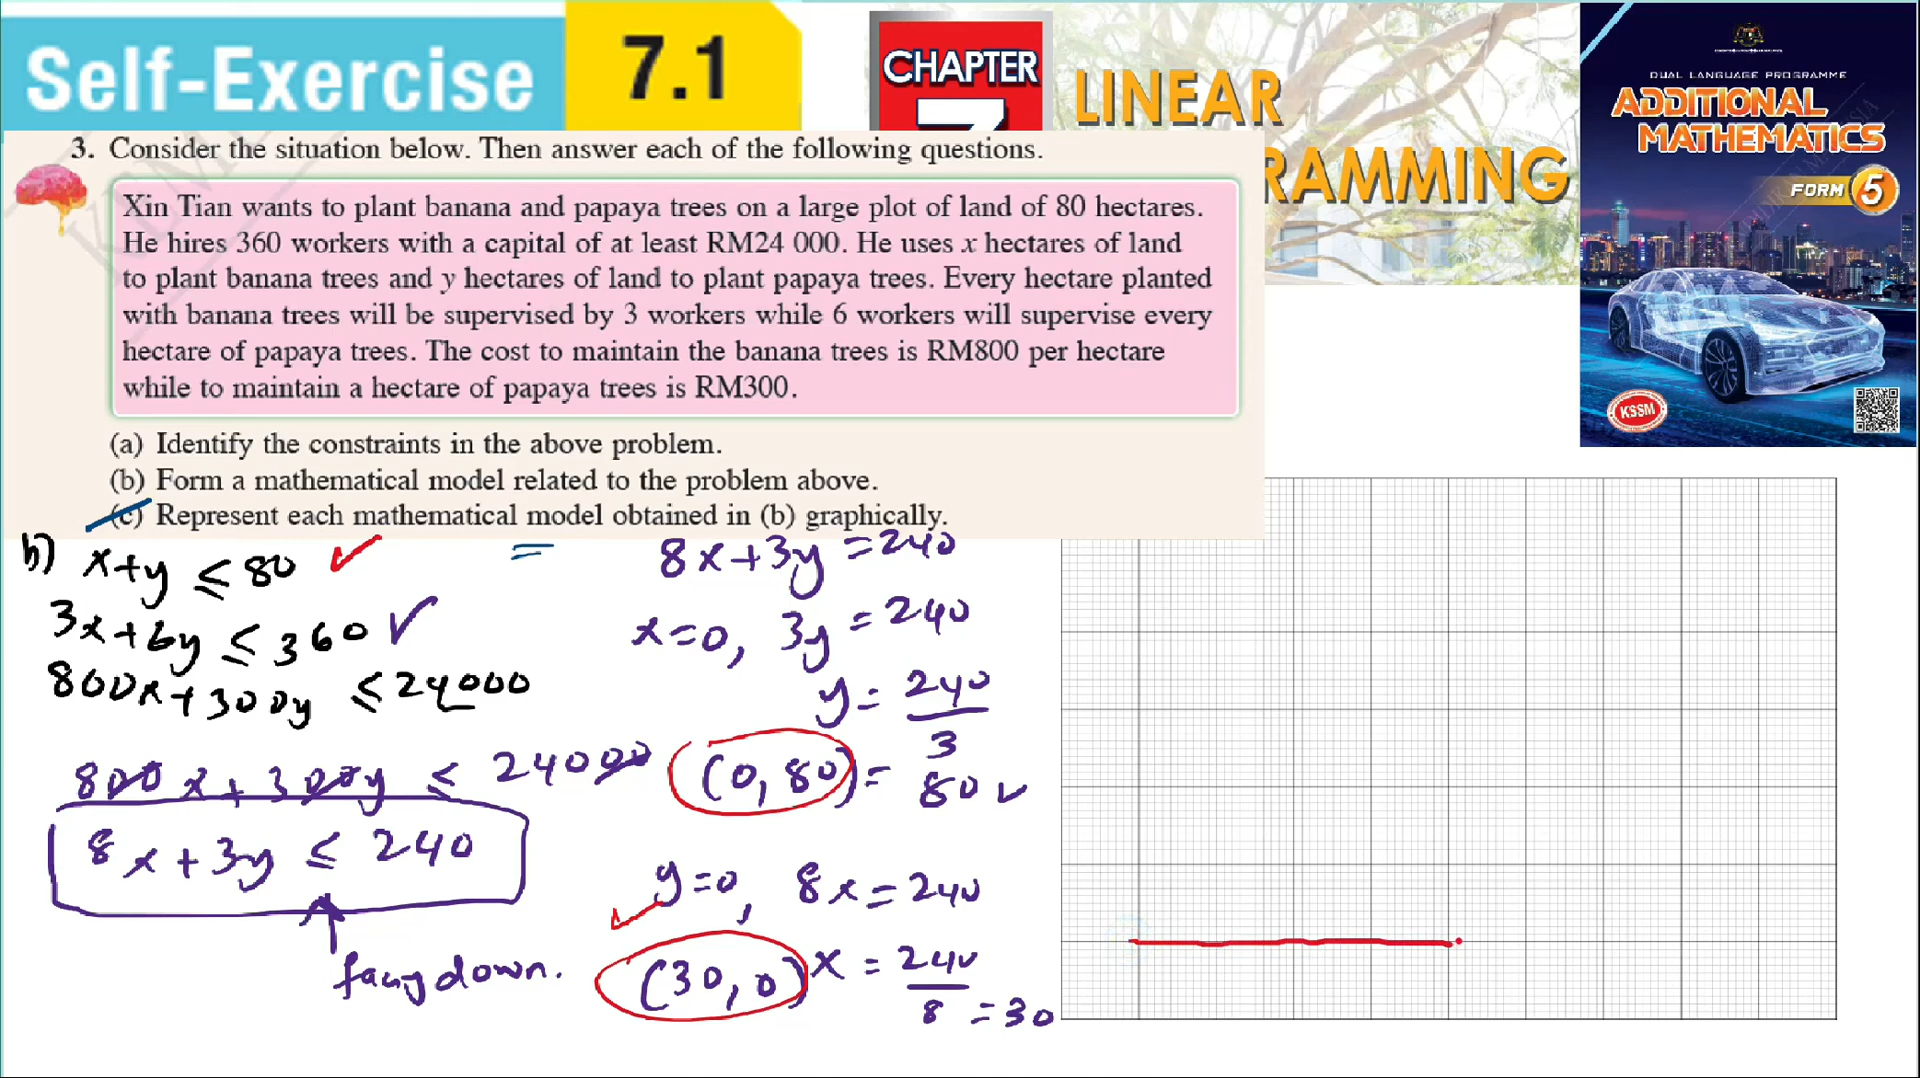 Self-Exercise 7.1
CHAPTER
7
LINEAR
RAMMING
DUAL LANGUAGE PROGRAMME
ADDITIONAL
MATHEMATICS
FORM 5
KSSM
3. Consider the situation below. Then answer each of the following questions.
Xin Tian wants to plant banana and papaya trees on a large plot of land of 80 hectares.
He hires 360 workers with a capital of at least RM24 000. He uses x hectares of land
to plant banana trees and y hectares of land to plant papaya trees. Every hectare planted
with banana trees will be supervised by 3 workers while 6 workers will supervise every
hectare of papaya trees. The cost to maintain the banana trees is RM800 per hectare
while to maintain a hectare of papaya trees is RM300.
(a) Identify the constraints in the above problem.
(b) Form a mathematical model related to the problem above.
(c) Represent each mathematical model obtained in (b) graphically.
b) x+y ≤ 80 ✓
3x+6y ≤ 360 ✓
800x+300y ≤ 24000
800x + 300y ≤ 24000
8x + 3y ≤ 240
facing down.
=
8x+3y = 240
x=0, 3y = 240
y = 240/3
(0, 80) = 80 ✓
y=0, 8x = 240
(30, 0) x = 240/8 = 30